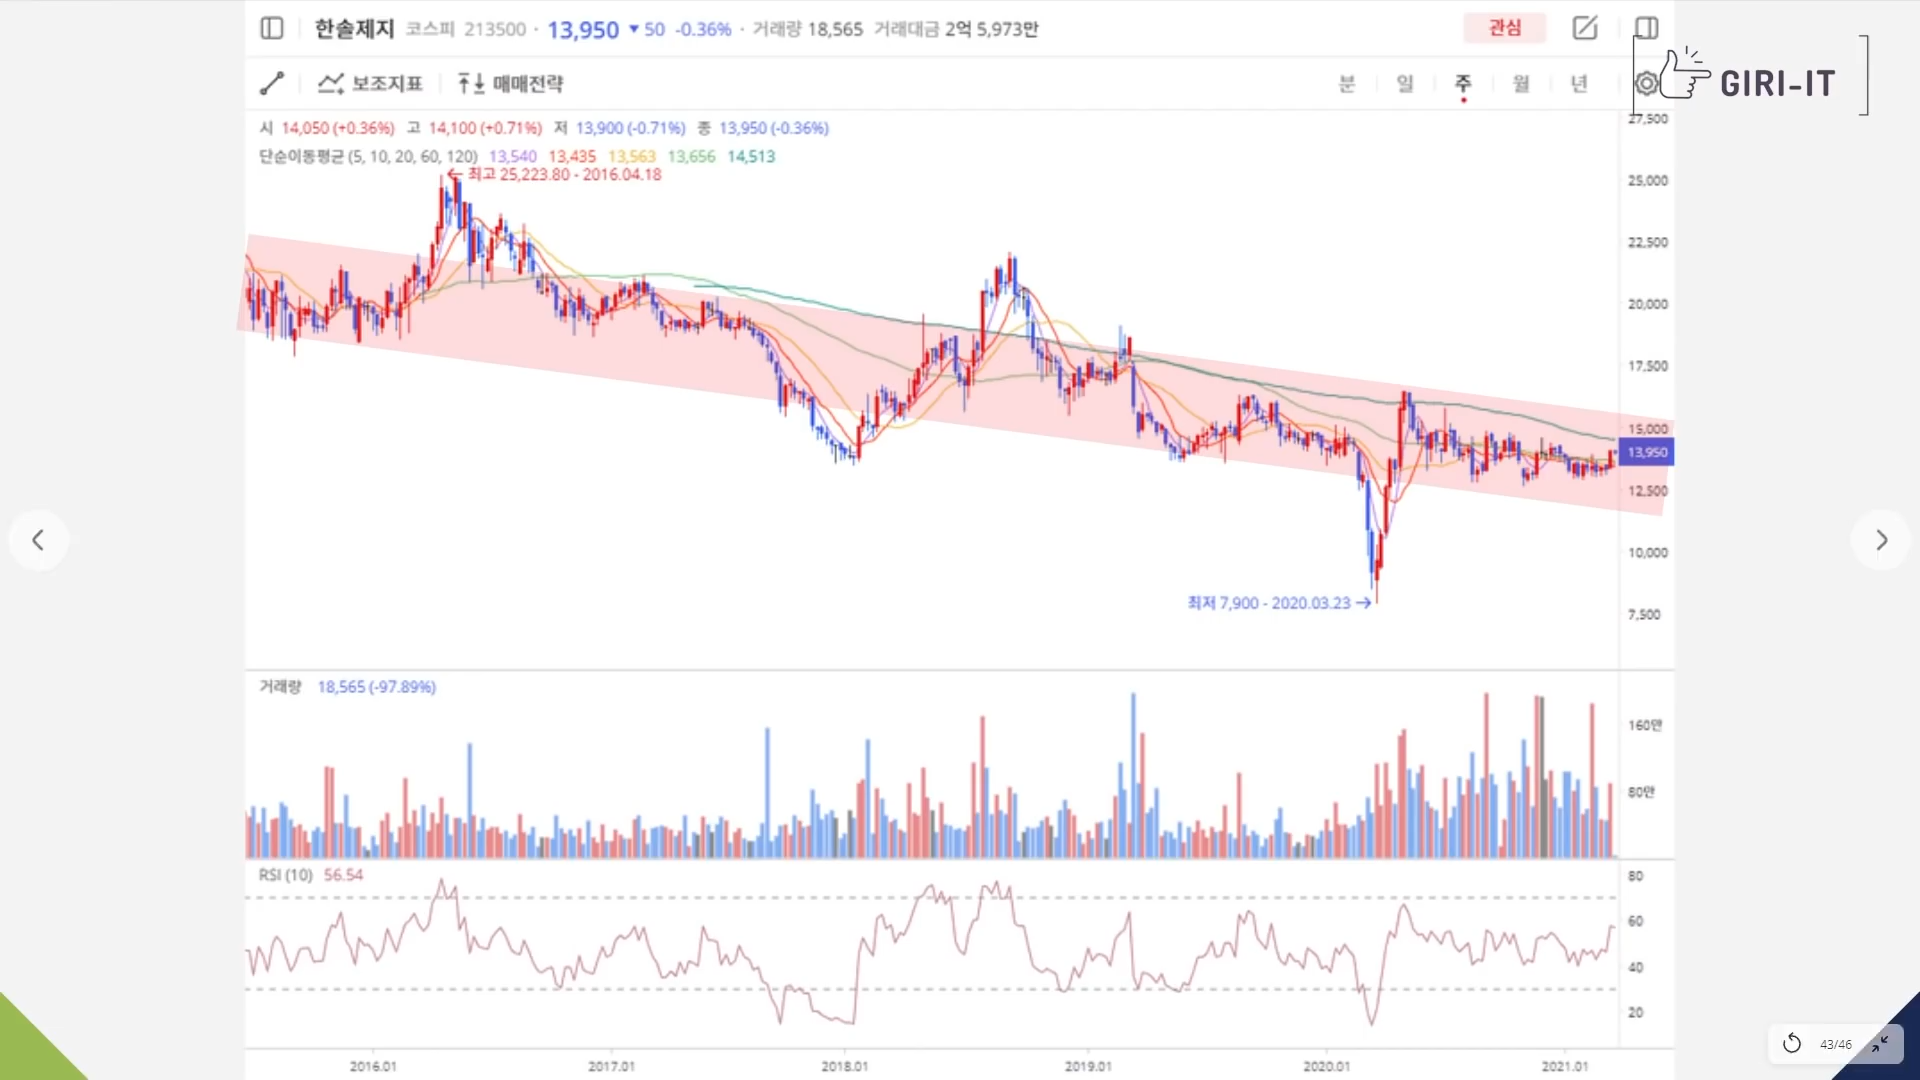 한솔제지 코스피 213500 · 13,950 ▼ 50 -0.36% · 거래량 18,565 거래대금 2억 5,973만
관심
GIRI-IT
보조지표 매매전략
분 일 주 월 년
시 14,050 (+0.36%) 고 14,100 (+0.71%) 저 13,900 (-0.71%) 종 13,950 (-0.36%)
단순이동평균 (5, 10, 20, 60, 120) 13,540 13,435 13,563 13,656 14,513
← 최고 25,223.80 - 2016.04.18
27,500
25,000
22,500
20,000
17,500
15,000
13,950
12,500
10,000
7,500
최저 7,900 - 2020.03.23 →
거래량 18,565 (-97.89%)
160만
80만
RSI (10) 56.54
80
60
40
20
2016.01 2017.01 2018.01 2019.01 2020.01 2021.01
43/46